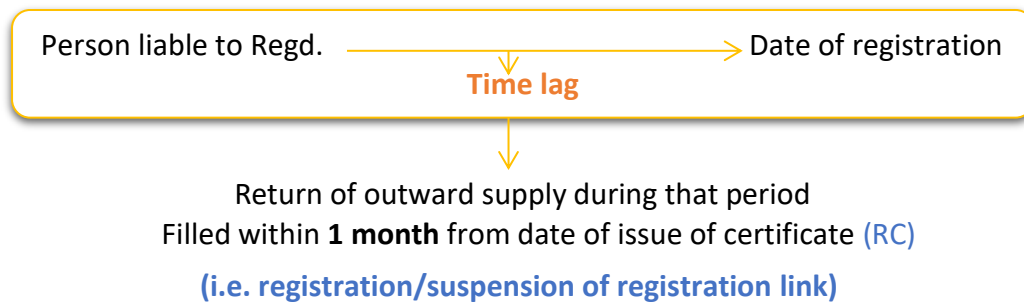 Person liable to Regd. Date of registration
Time lag
Return of outward supply during that period
Filled within 1 month from date of issue of certificate (RC)
(i.e. registration/suspension of registration link)